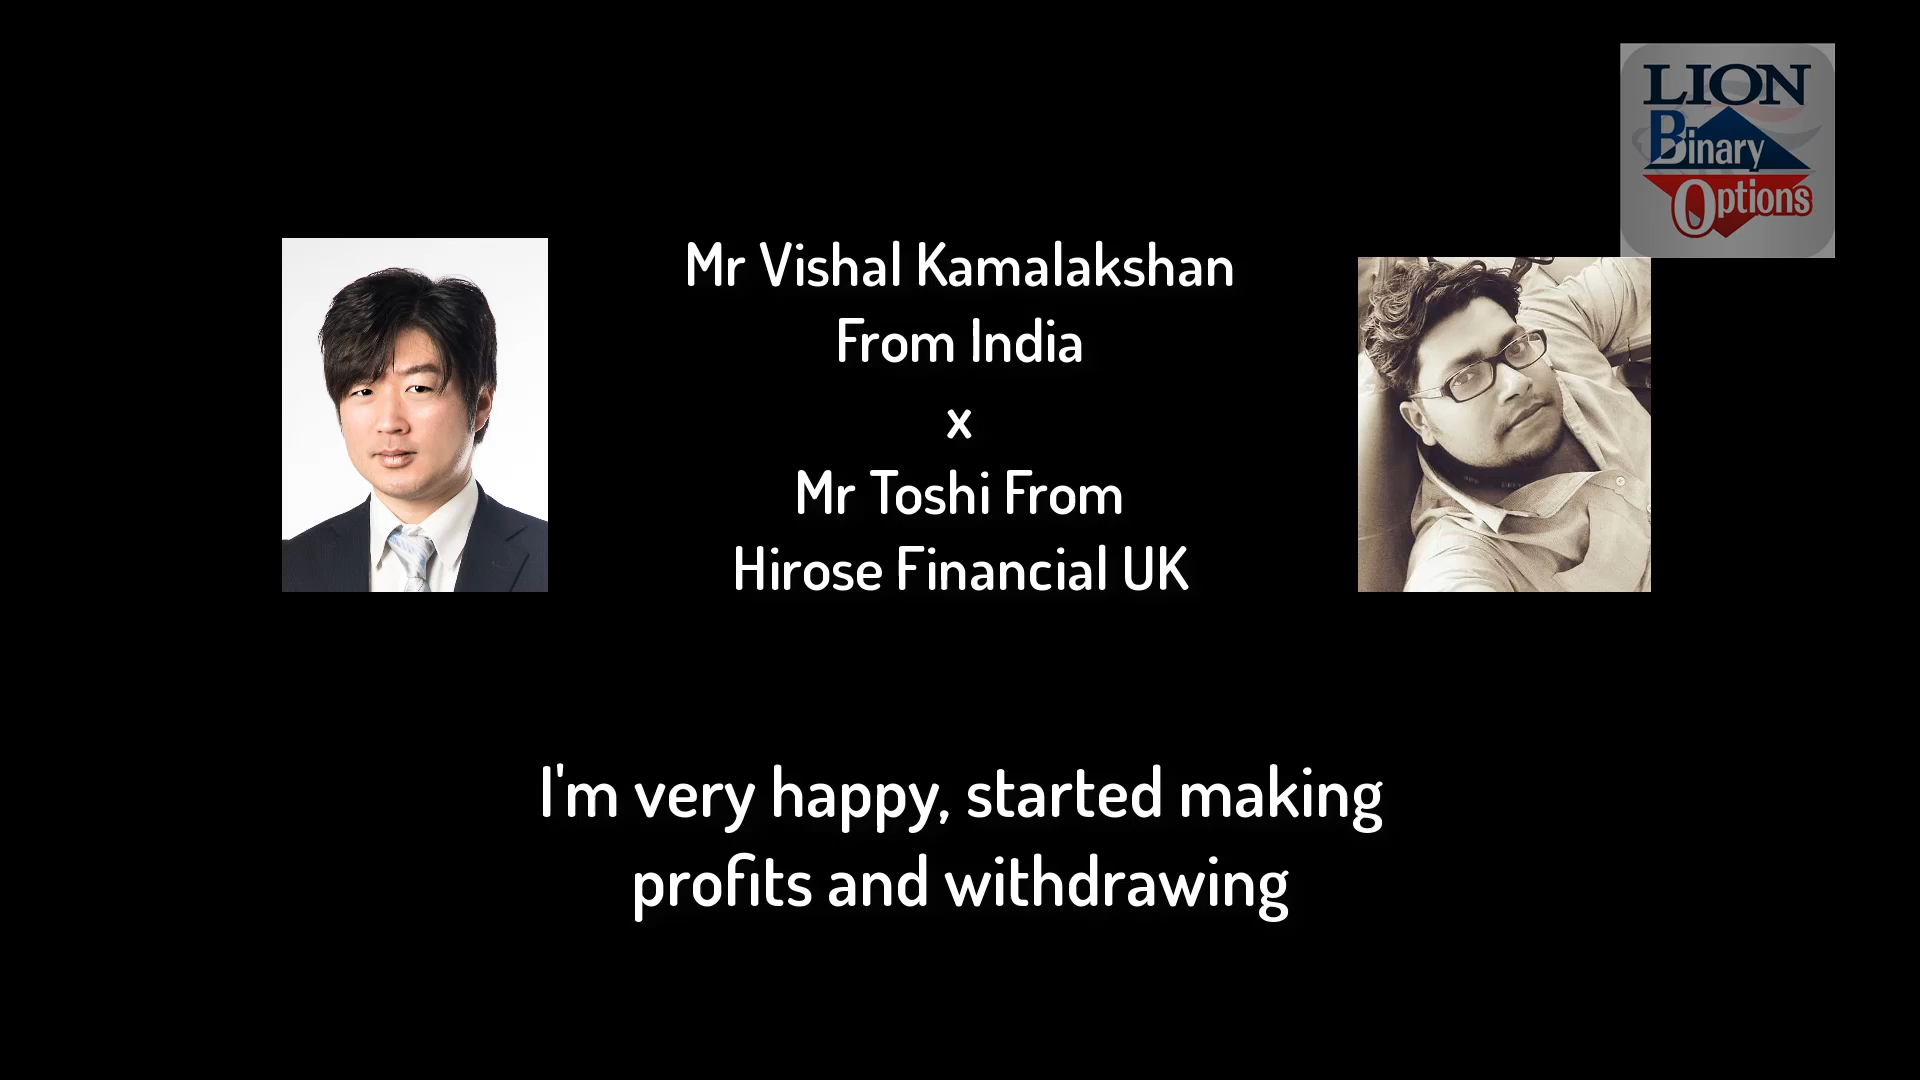 LION
Binary
Options
Mr Vishal Kamalakshan
From India
x
Mr Toshi From
Hirose Financial UK
I'm very happy, started making
profits and withdrawing